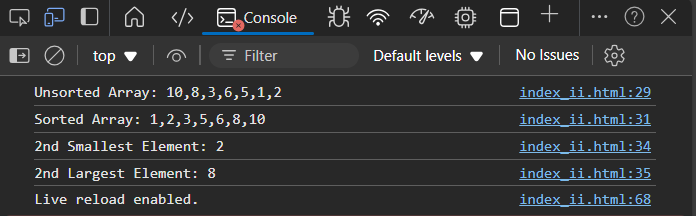 Console
top
Filter
Default levels
No Issues
Unsorted Array: 10,8,3,6,5,1,2 index_ii.html:29
Sorted Array: 1,2,3,5,6,8,10 index_ii.html:31
2nd Smallest Element: 2 index_ii.html:34
2nd Largest Element: 8 index_ii.html:35
Live reload enabled. index_ii.html:68